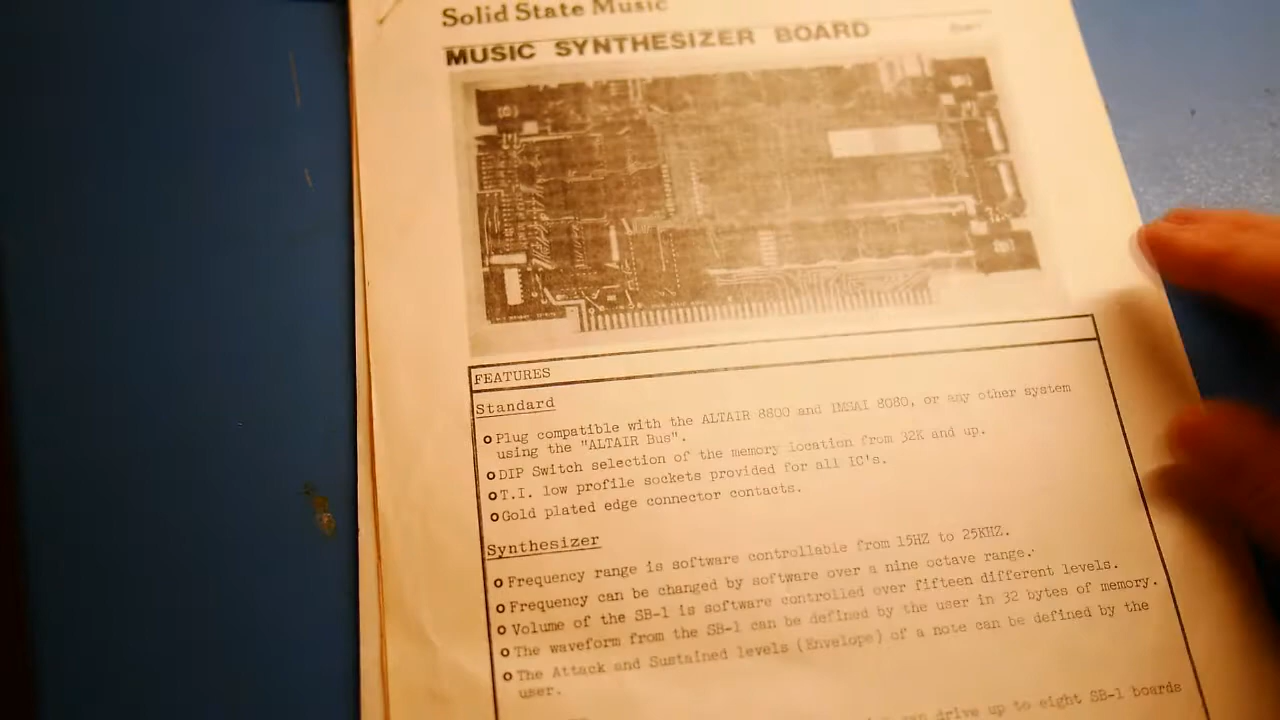 Solid State Music
MUSIC SYNTHESIZER BOARD
FEATURES
Standard
o Plug compatible with the ALTAIR 8800 and IMSAI 8080, or any other system
using the "ALTAIR Bus".
o DIP Switch selection of the memory location from 32K and up.
o T.I. low profile sockets provided for all IC's.
o Gold plated edge connector contacts.
Synthesizer
o Frequency range is software controllable from 15HZ to 25KHZ.
o Frequency can be changed by software over a nine octave range.
o Volume of the SB-1 is software controlled over fifteen different levels.
o The waveform from the SB-1 can be defined by the user in 32 bytes of memory.
o The Attack and Sustained levels (Envelope) of a note can be defined by the
user.
can drive up to eight SB-1 boards